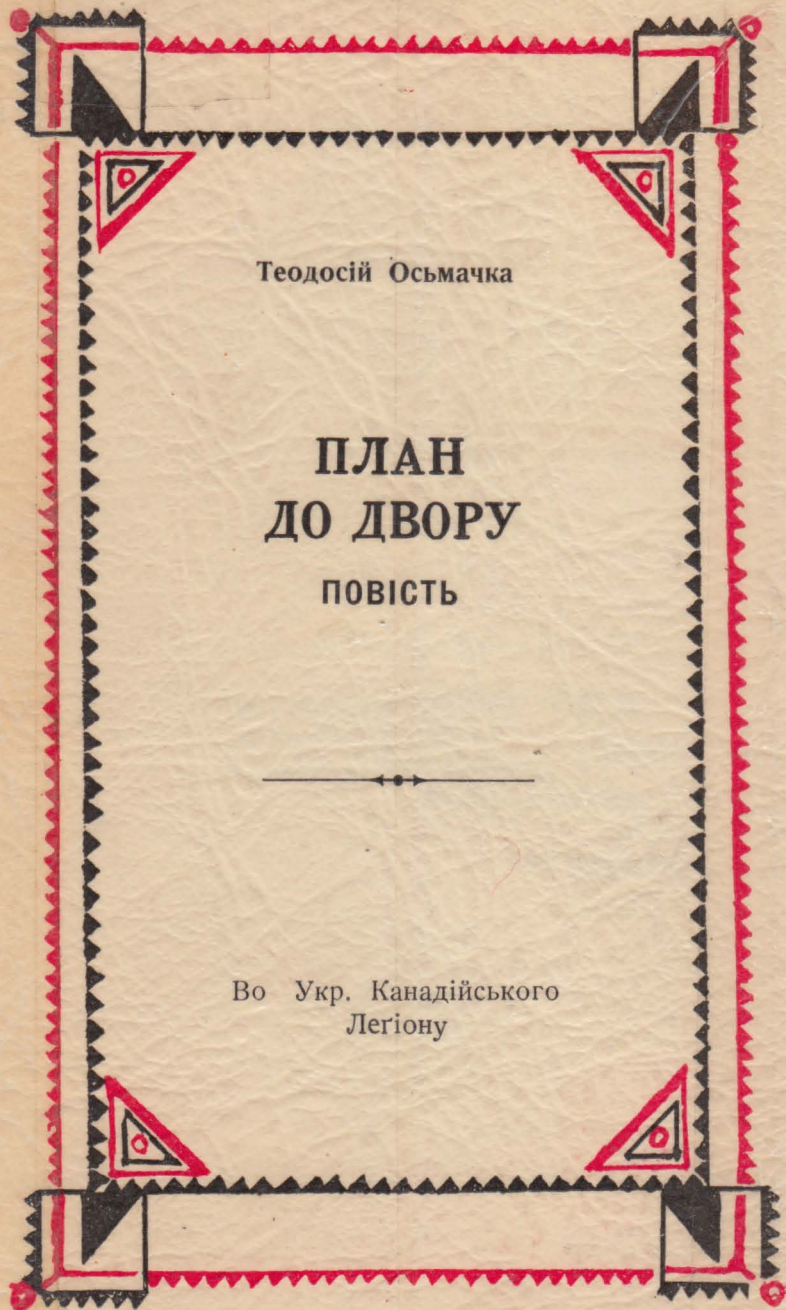 Теодосій Осьмачка
ПЛАН
ДО ДВОРУ
ПОВІСТЬ
Во Укр. Канадійського
Леґіону